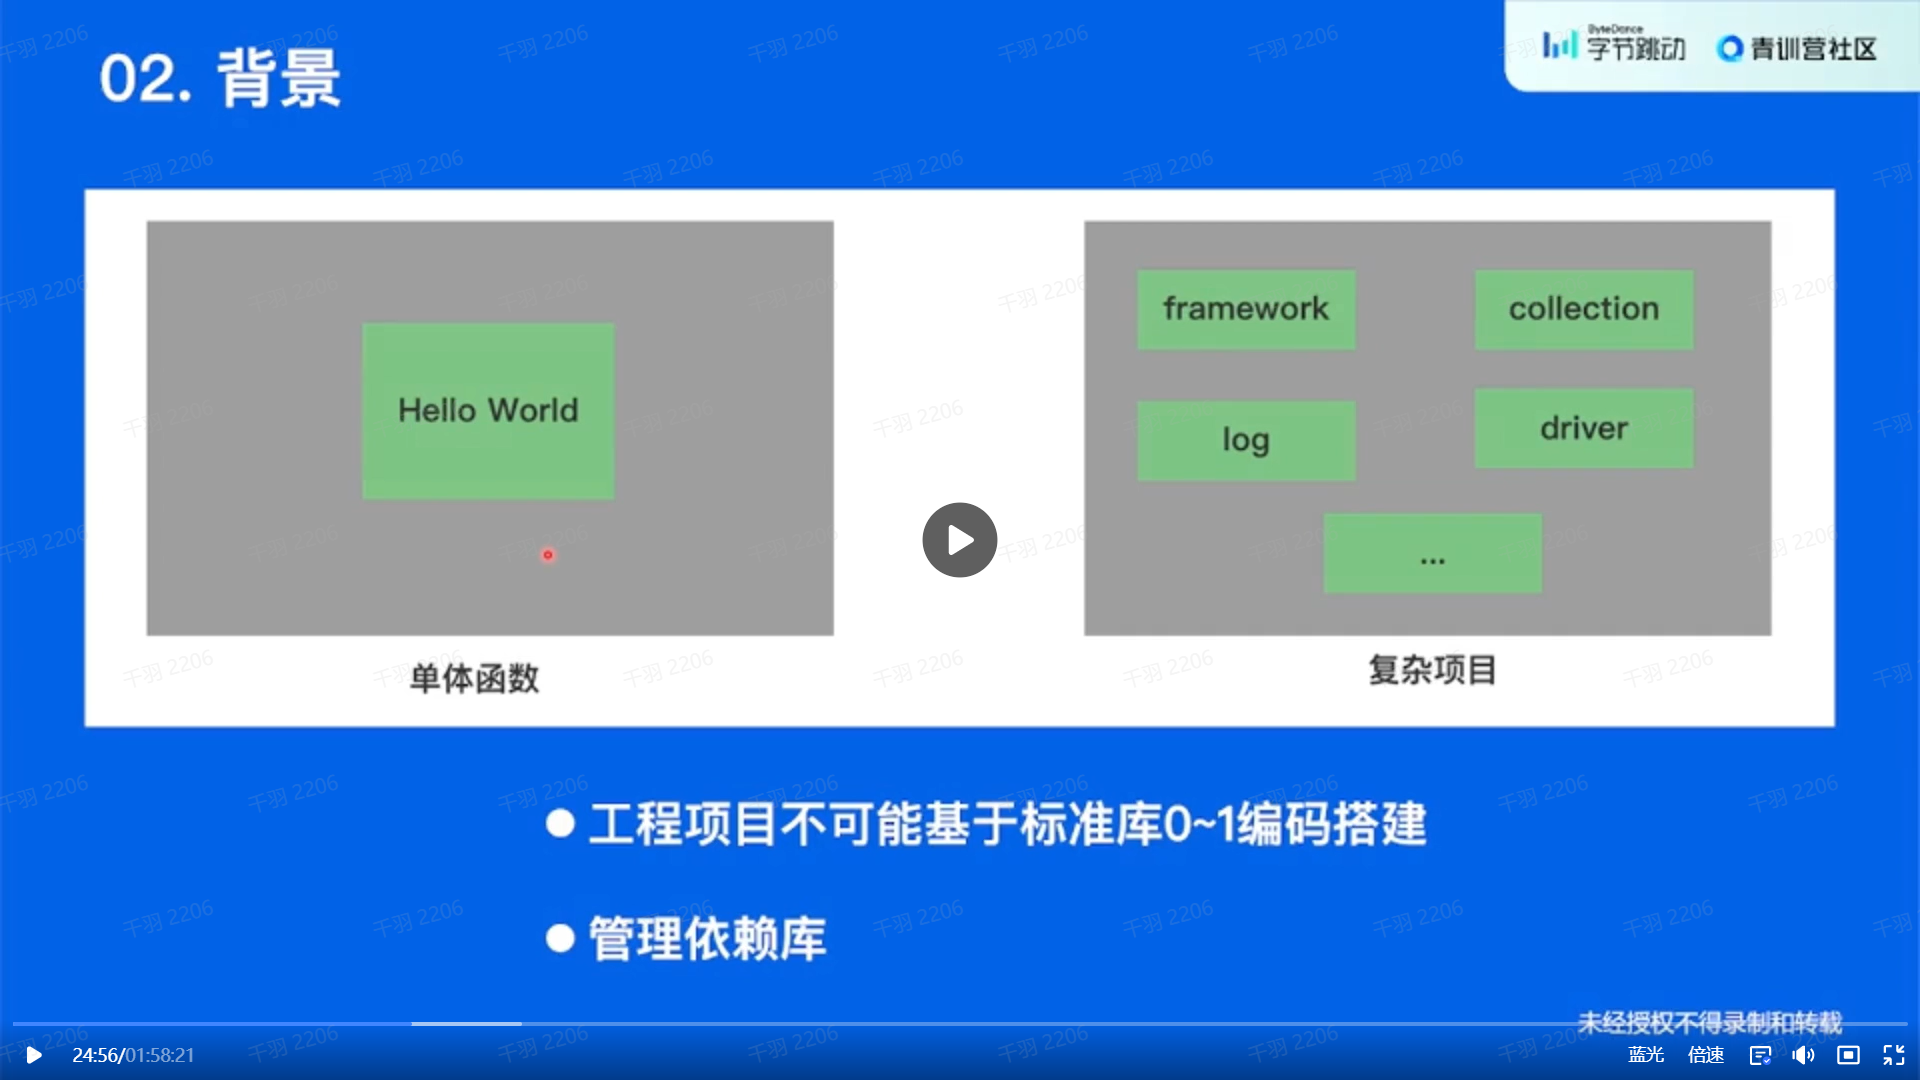 02. 背景
ByteDance
字节跳动
青训营社区
Hello World
单体函数
framework
collection
log
driver
...
复杂项目
工程项目不可能基于标准库0~1编码搭建
管理依赖库
未经授权不得录制和转载
24:56/01:58:21
蓝光
倍速
千羽 2206